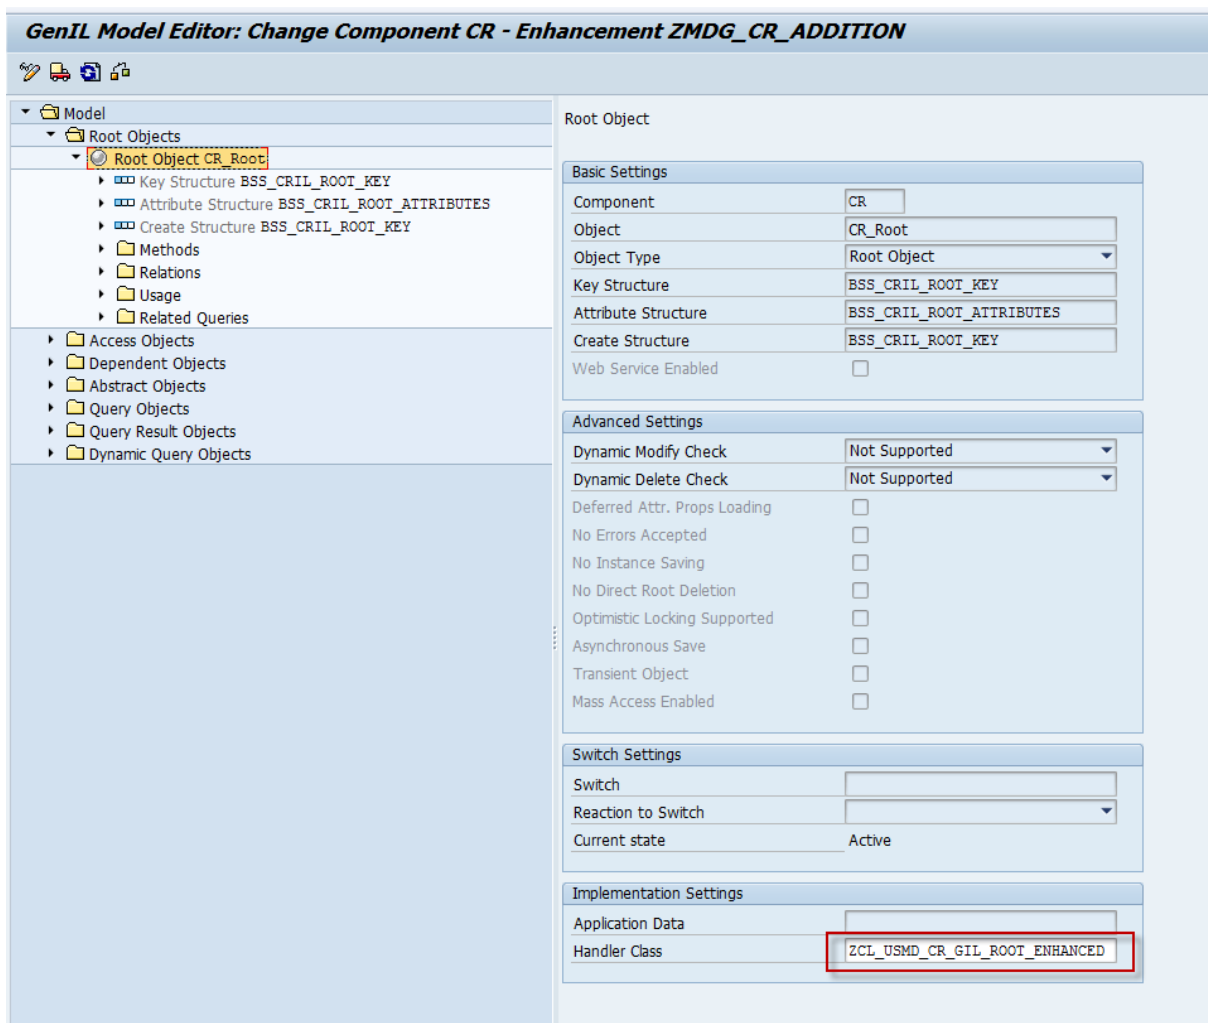 GenIL Model Editor: Change Component CR - Enhancement ZMDG_CR_ADDITION
Model
Root Objects
Root Object CR_Root
Key Structure BSS_CRIL_ROOT_KEY
Attribute Structure BSS_CRIL_ROOT_ATTRIBUTES
Create Structure BSS_CRIL_ROOT_KEY
Methods
Relations
Usage
Related Queries
Access Objects
Dependent Objects
Abstract Objects
Query Objects
Query Result Objects
Dynamic Query Objects
Root Object
Basic Settings
Component CR
Object CR_Root
Object Type Root Object
Key Structure BSS_CRIL_ROOT_KEY
Attribute Structure BSS_CRIL_ROOT_ATTRIBUTES
Create Structure BSS_CRIL_ROOT_KEY
Web Service Enabled
Advanced Settings
Dynamic Modify Check Not Supported
Dynamic Delete Check Not Supported
Deferred Attr. Props Loading
No Errors Accepted
No Instance Saving
No Direct Root Deletion
Optimistic Locking Supported
Asynchronous Save
Transient Object
Mass Access Enabled
Switch Settings
Switch
Reaction to Switch
Current state Active
Implementation Settings
Application Data
Handler Class ZCL_USMD_CR_GIL_ROOT_ENHANCED